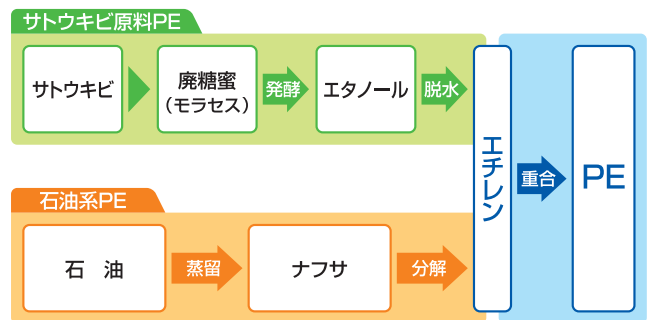 サトウキビ原料PE
サトウキビ
廃糖蜜
(モラセス)
発酵
エタノール
脱水
エチレン
重合
PE
石油系PE
石 油
蒸留
ナフサ
分解